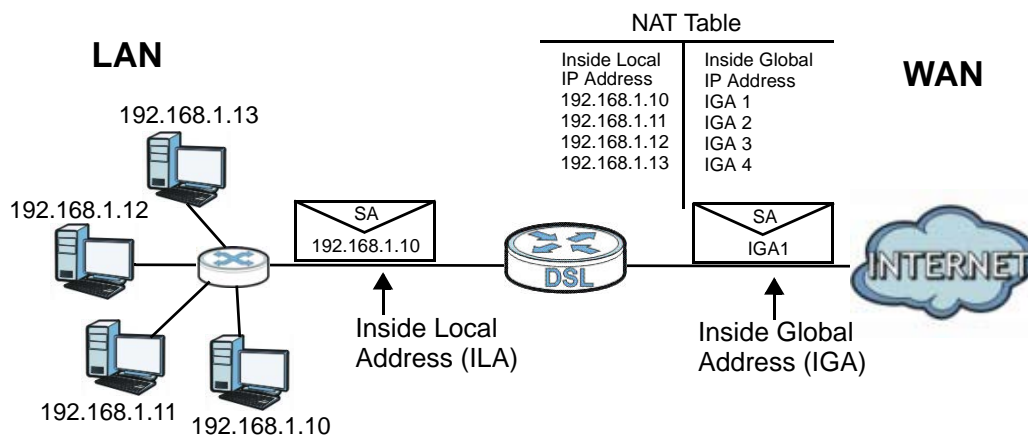 NAT Table
LAN
WAN
Inside Local
IP Address
192.168.1.10
192.168.1.11
192.168.1.12
192.168.1.13
Inside Global
IP Address
IGA 1
IGA 2
IGA 3
IGA 4
192.168.1.13
192.168.1.12
192.168.1.11
192.168.1.10
SA
192.168.1.10
Inside Local
Address (ILA)
DSL
SA
IGA1
Inside Global
Address (IGA)
INTERNET